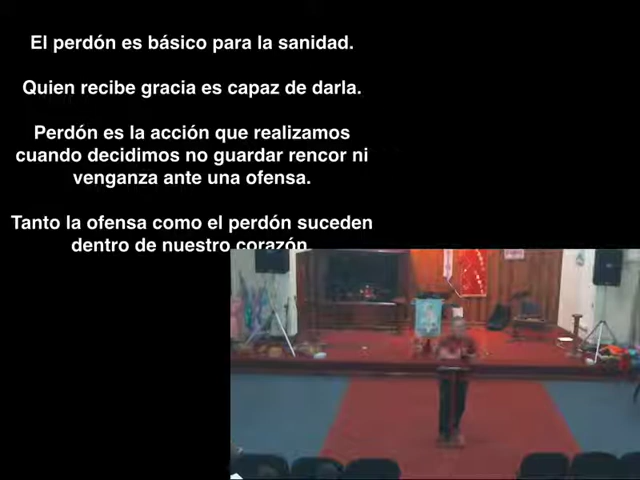 El perdón es básico para la sanidad.
Quien recibe gracia es capaz de darla.
Perdón es la acción que realizamos
cuando decidimos no guardar rencor ni
venganza ante una ofensa.
Tanto la ofensa como el perdón suceden
dentro de nuestro corazón.